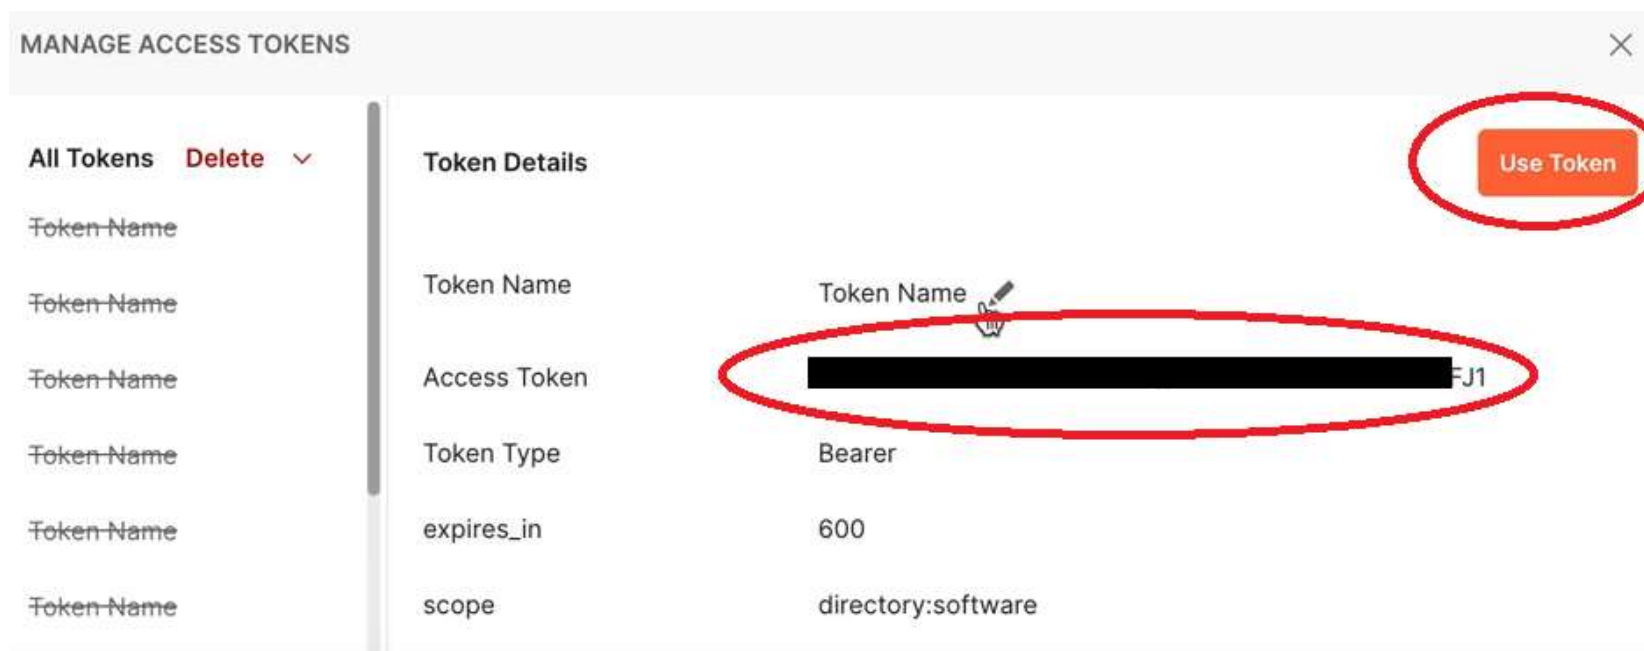 MANAGE ACCESS TOKENS
All Tokens Delete
Token Name
Token Name
Token Name
Token Name
Token Name
Token Name
Token Details
Use Token
Token Name Token Name
Access Token FJ1
Token Type Bearer
expires_in 600
scope directory:software